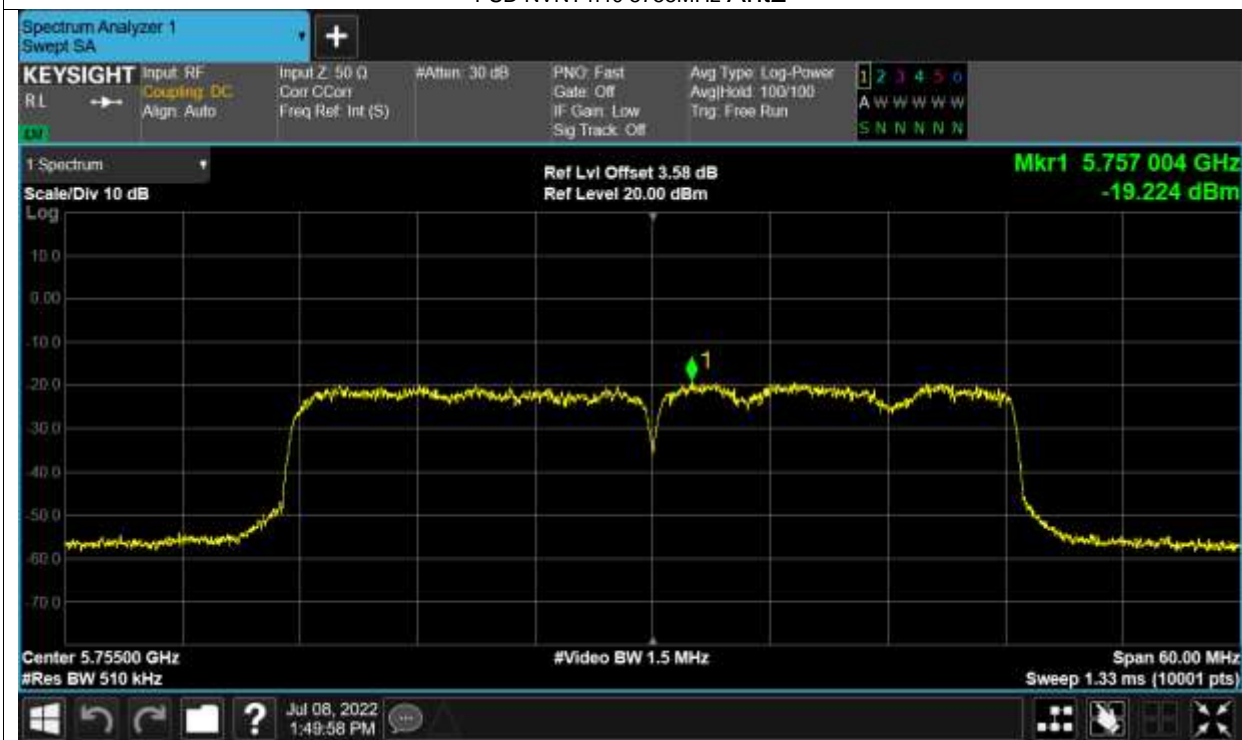 Spectrum Analyzer 1
Swept SA
+
KEYSIGHT
RL
Input: RF
Coupling: DC
Align: Auto
Input Z: 50 Ω
Corr CCorr
Freq Ref: Int (S)
#Atten: 30 dB
PNO: Fast
Gate: Off
IF Gain: Low
Sig Track: Off
Avg Type: Log-Power
Avg|Hold: 100/100
Trig: Free Run
1 2 3 4 5 6
A W W W W W
S N N N N N
1 Spectrum
Scale/Div 10 dB
Log
Ref Lvl Offset 3.58 dB
Ref Level 20.00 dBm
Mkr1 5.757 004 GHz
-19.224 dBm
10.0
0.00
-10.0
-20.0
-30.0
-40.0
-50.0
-60.0
-70.0
1
Center 5.75500 GHz
#Res BW 510 kHz
#Video BW 1.5 MHz
Span 60.00 MHz
Sweep 1.33 ms (10001 pts)
?
Jul 08, 2022
1:49:58 PM